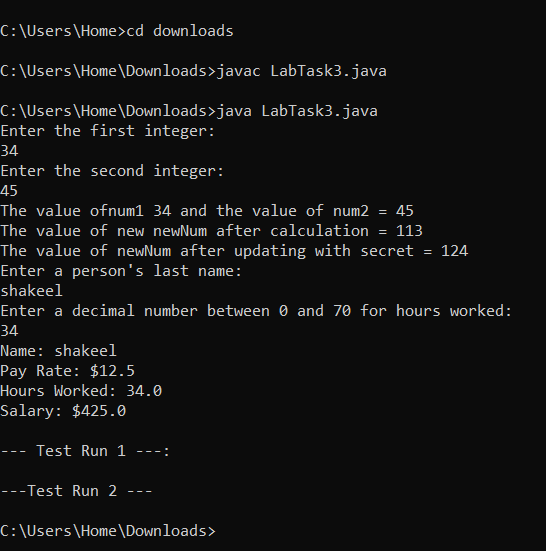 C:\Users\Home>cd downloads
C:\Users\Home\Downloads>javac LabTask3.java
C:\Users\Home\Downloads>java LabTask3.java
Enter the first integer:
34
Enter the second integer:
45
The value ofnum1 34 and the value of num2 = 45
The value of new newNum after calculation = 113
The value of newNum after updating with secret = 124
Enter a person's last name:
shakeel
Enter a decimal number between 0 and 70 for hours worked:
34
Name: shakeel
Pay Rate: $12.5
Hours Worked: 34.0
Salary: $425.0
--- Test Run 1 ---:
---Test Run 2 ---
C:\Users\Home\Downloads>